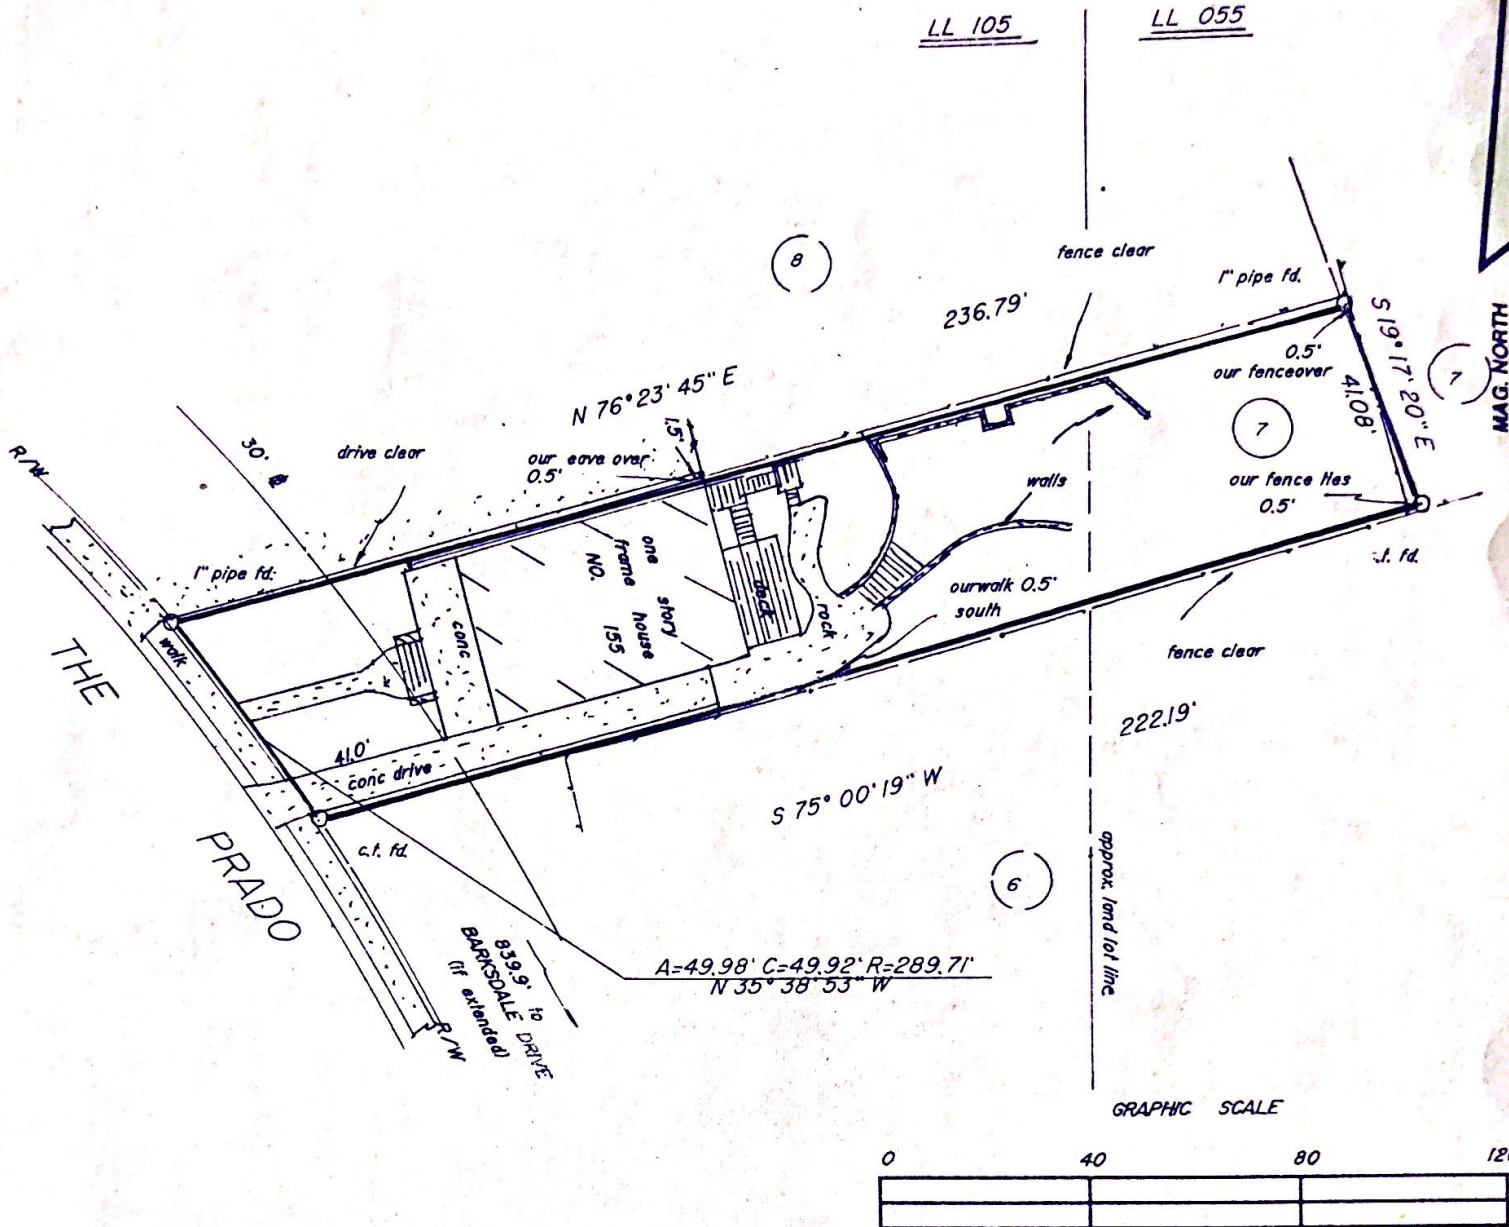 LL 105
LL 055
8
fence clear
1" pipe fd.
236.79'
S 19° 17' 20" E
41.08'
0.5'
our fenceover
7
7
MAG. NORTH
N 76° 23' 45" E
1.5'
R/W
30'
drive clear
our eave over
0.5'
walls
our fence lies
0.5'
c.t. fd.
1" pipe fd.
one story
frame house
NO. 155
deck
rock
ourwalk 0.5'
south
conc
walk
fence clear
THE
PRADO
222.19'
41.0'
conc drive
S 75° 00' 19" W
c.t. fd.
6
approx. land lot line
839.9' to
BARKSDALE DRIVE
(if extended)
A=49.98' C=49.92' R=289.71'
N 35° 38' 53" W
R/W
GRAPHIC SCALE
0 40 80